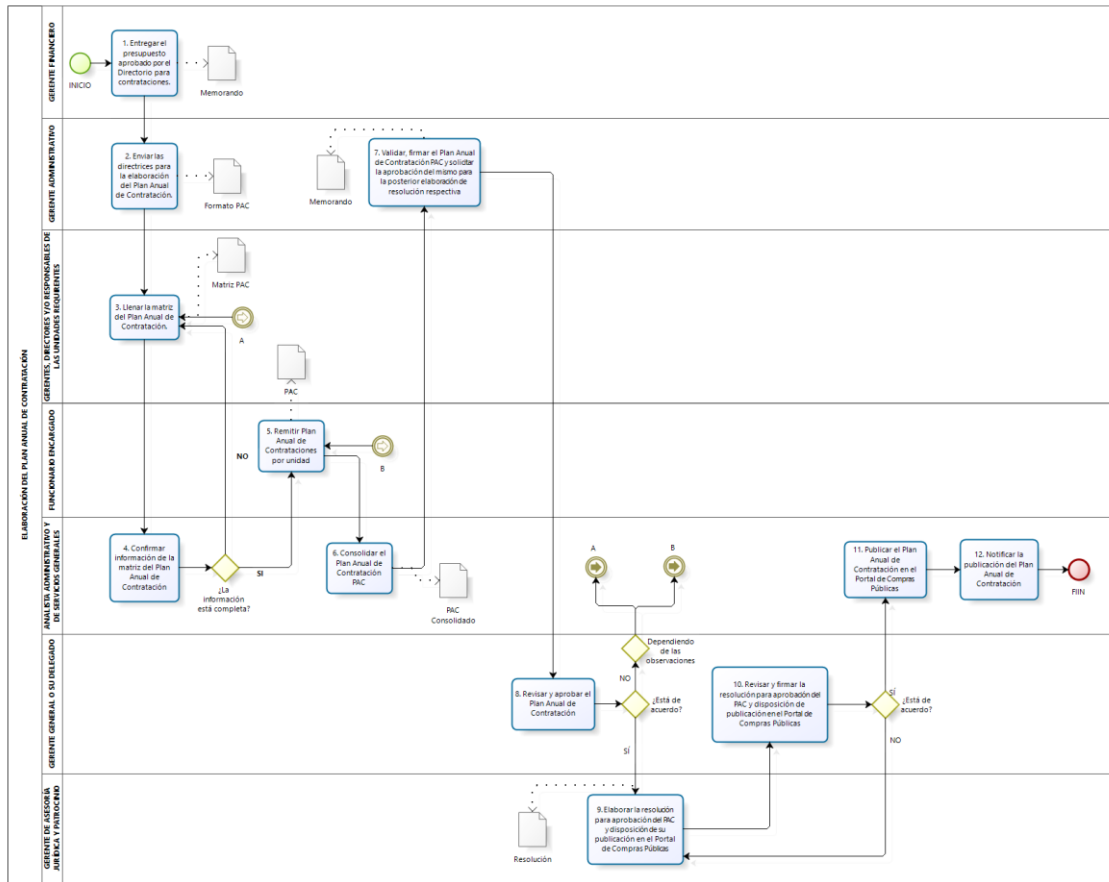 ELABORACIÓN DEL PLAN ANUAL DE CONTRATACIÓN
GERENTE FINANCIERO
INICIO
1. Entregar el
presupuesto
aprobado por el
Directorio para
contrataciones.
Memorando
GERENTE ADMINISTRATIVO
2. Enviar las
directrices para
la elaboración
del Plan Anual
de Contratación.
Formato PAC
Memorando
7. Validar, firmar el Plan Anual
de Contratación PAC y solicitar
la aprobación del mismo para
la posterior elaboración de
resolución respectiva
GERENTES, DIRECTORES Y/O RESPONSABLES DE
LAS UNIDADES REQUIRENTES
Matriz PAC
3. Llenar la matriz
del Plan Anual de
Contratación.
A
PAC
FUNCIONARIO ENCARGADO
NO
5. Remitir Plan
Anual de
Contrataciones
por unidad
B
ANALISTA ADMINISTRATIVO Y
DE SERVICIOS GENERALES
4. Confirmar
información de la
matriz del Plan
Anual de
Contratación
SI
¿La
información
está completa?
6. Consolidar el
Plan Anual de
Contratación
PAC
PAC
Consolidado
A
B
11. Publicar el Plan
Anual de
Contratación en el
Portal de Compras
Públicas
12. Notificar la
publicación del Plan
Anual de
Contratación
FIIN
GERENTE GENERAL O SU DELEGADO
Dependiendo
de las
observaciones
NO
8. Revisar y aprobar el
Plan Anual de
Contratación
¿Está de
acuerdo?
SÍ
10. Revisar y firmar la
resolución para aprobación del
PAC y disposición de
publicación en el Portal de
Compras Públicas
SÍ
¿Está de
acuerdo?
NO
GERENTE DE ASESORÍA
JURÍDICA Y PATROCINIO
Resolución
9. Elaborar la resolución
para aprobación del PAC
y disposición de su
publicación en el Portal
de Compras Públicas